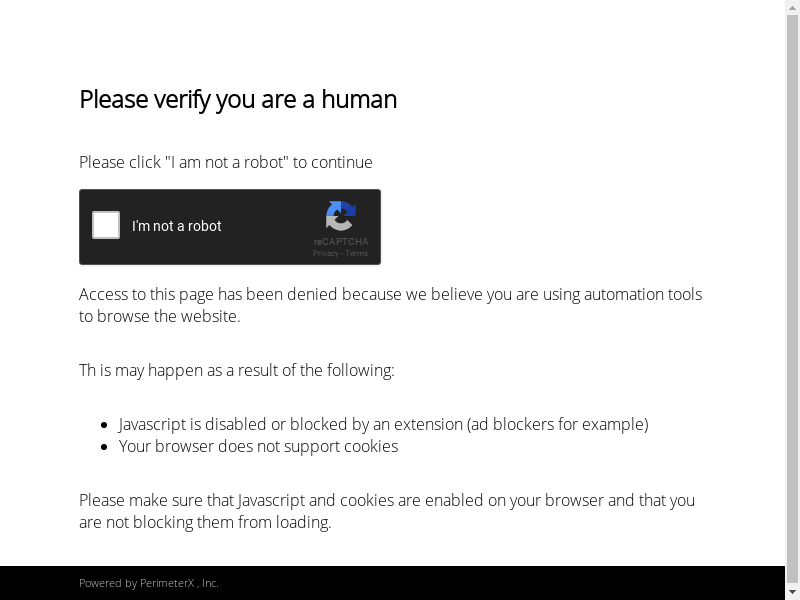 Please verify you are a human
Please click "I am not a robot" to continue
I'm not a robot
reCAPTCHA
Privacy - Terms
Access to this page has been denied because we believe you are using automation tools
to browse the website.
Th is may happen as a result of the following:
Javascript is disabled or blocked by an extension (ad blockers for example)
Your browser does not support cookies
Please make sure that Javascript and cookies are enabled on your browser and that you
are not blocking them from loading.
Powered by PerimeterX , Inc.